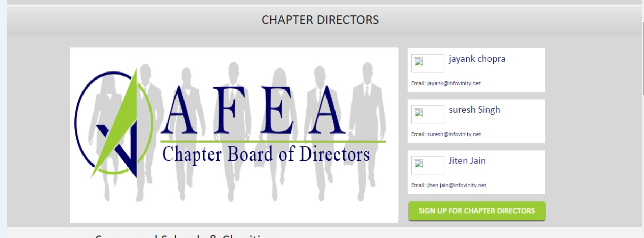 CHAPTER DIRECTORS
AFEA
Chapter Board of Directors
jayank chopra
Email: jayank@infovinity.net
suresh Singh
Email: suresh@infovinity.net
Jiten Jain
Email: jiten.jain@infovinity.net
SIGN UP FOR CHAPTER DIRECTORS